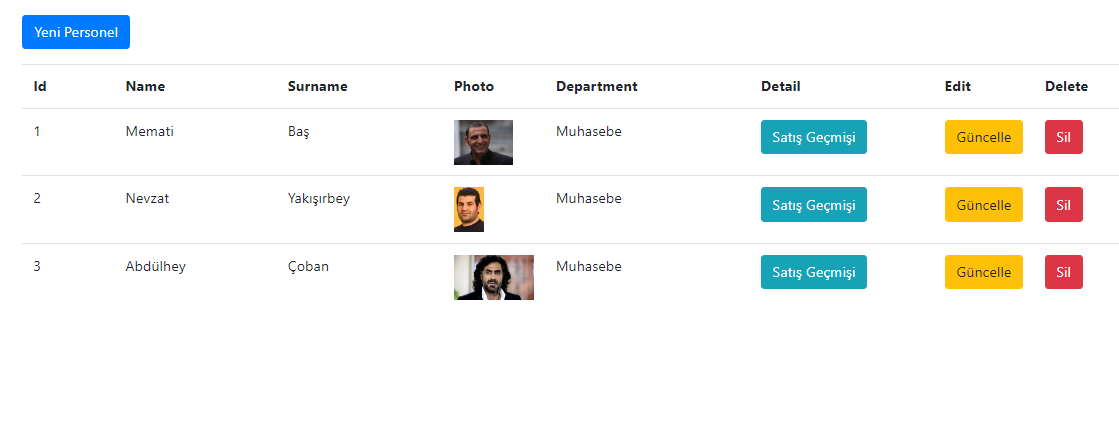 Yeni Personel
Id Name Surname Photo Department Detail Edit Delete
1 Memati Baş Muhasebe Satış Geçmişi Güncelle Sil
2 Nevzat Yakışırbey Muhasebe Satış Geçmişi Güncelle Sil
3 Abdülhey Çoban Muhasebe Satış Geçmişi Güncelle Sil